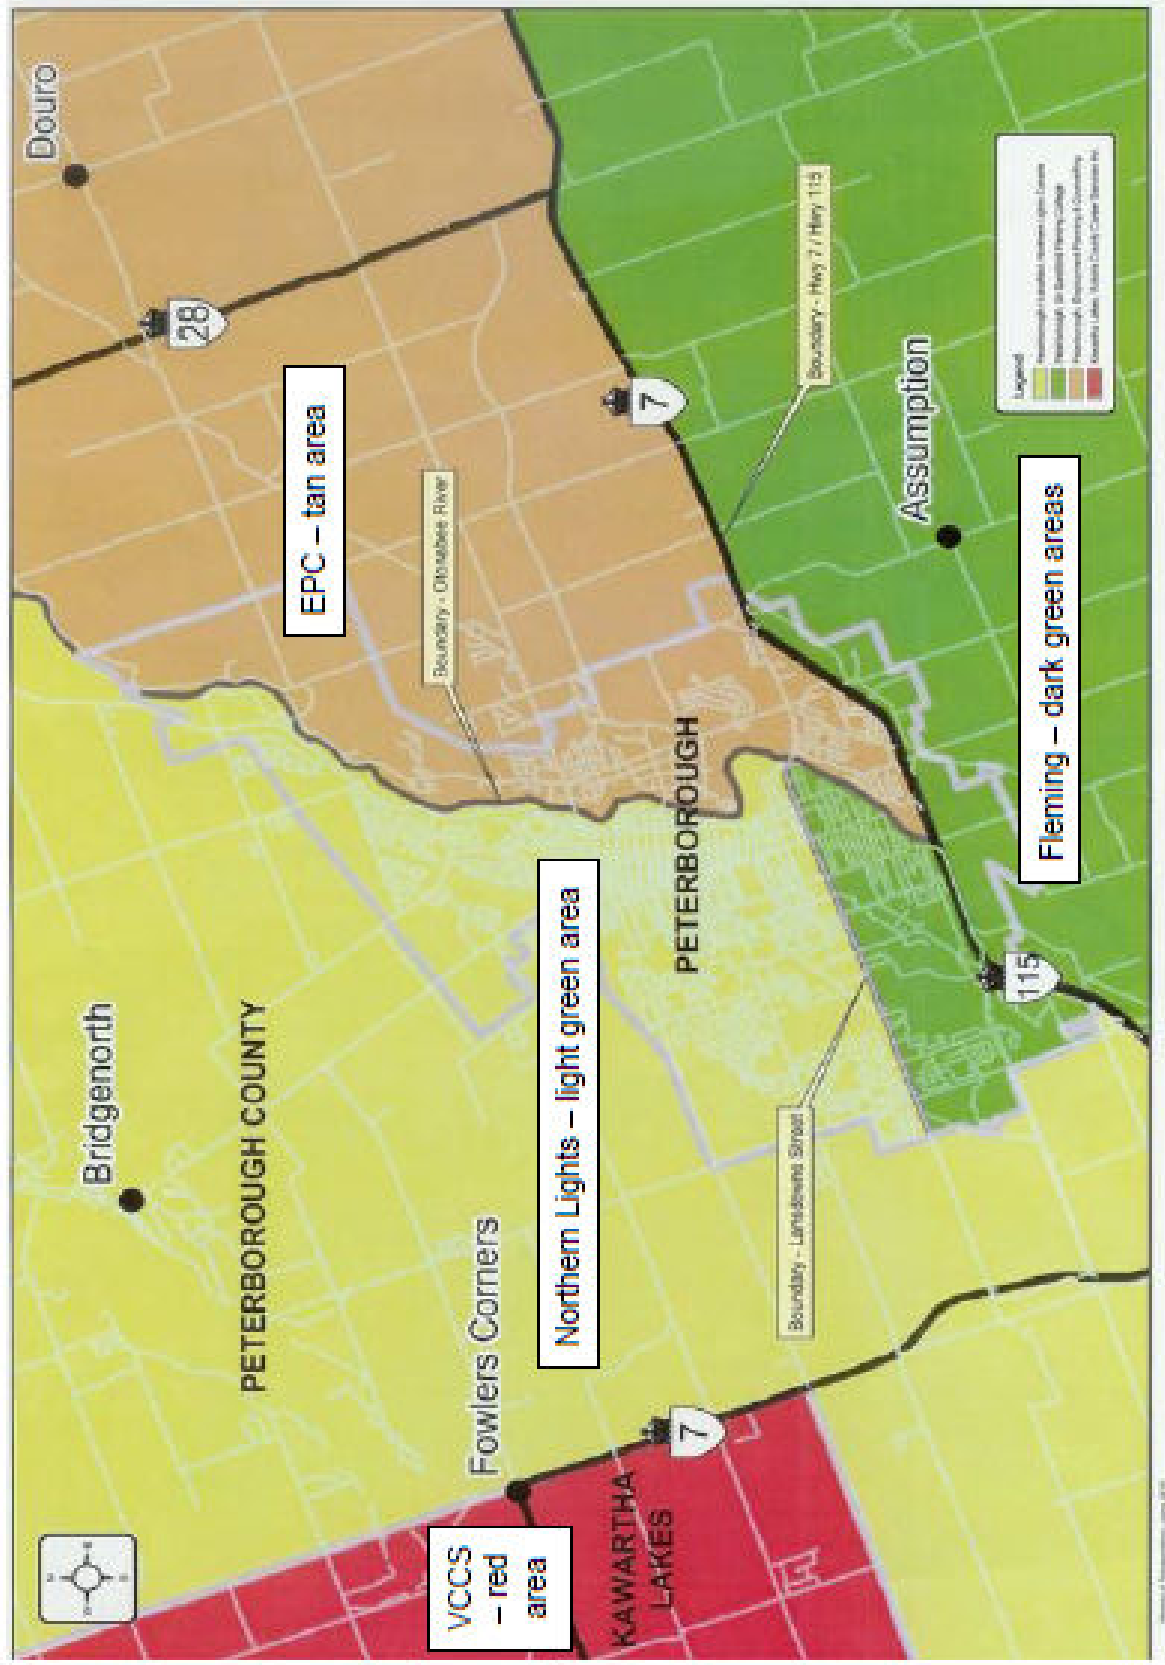 Douro
28
EPC – tan area
Boundary - Otonabee River
7
Boundary - Hwy 7 / Hwy 115
Assumption
Legend
Fleming – dark green areas
Bridgenorth
PETERBOROUGH COUNTY
Northern Lights – light green area
PETERBOROUGH
115
Boundary - Lansdowne Street
Fowlers Corners
7
VCCS
– red
area
KAWARTHA
LAKES